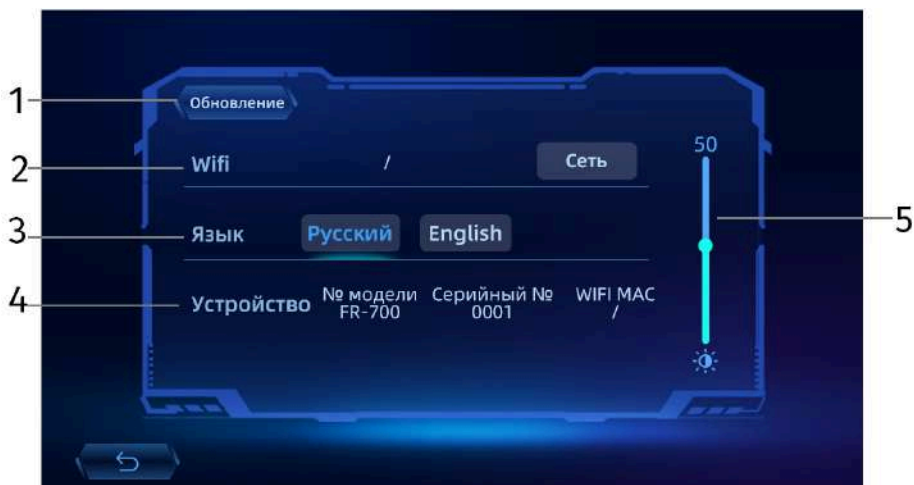 1
Обновление
2
Wifi / Сеть
50
3
Язык Русский English
5
4
Устройство № модели Серийный № WIFI MAC
FR-700 0001 /